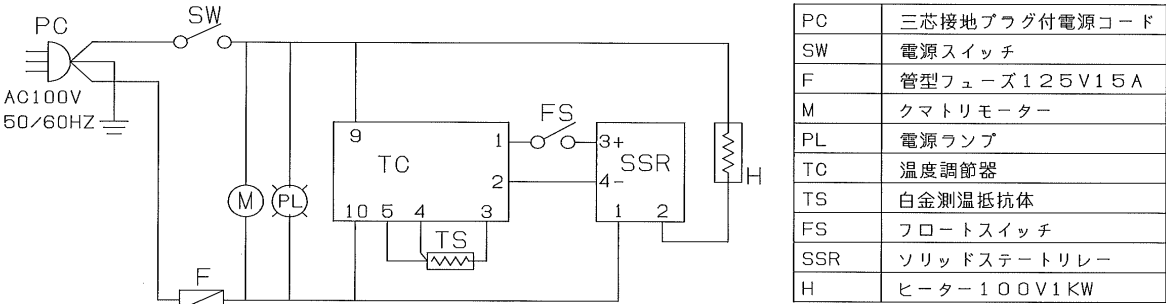 SW
PC
AC100V
50/60HZ
FS
9
1
3+
TC
SSR
H
2
4-
M
PL
10 5 4 3
1 2
TS
F
PC 三芯接地プラグ付電源コード
SW 電源スイッチ
F 管型フューズ125V15A
M クマトリモーター
PL 電源ランプ
TC 温度調節器
TS 白金測温抵抗体
FS フロートスイッチ
SSR ソリッドステートリレー
H ヒーター100V1KW